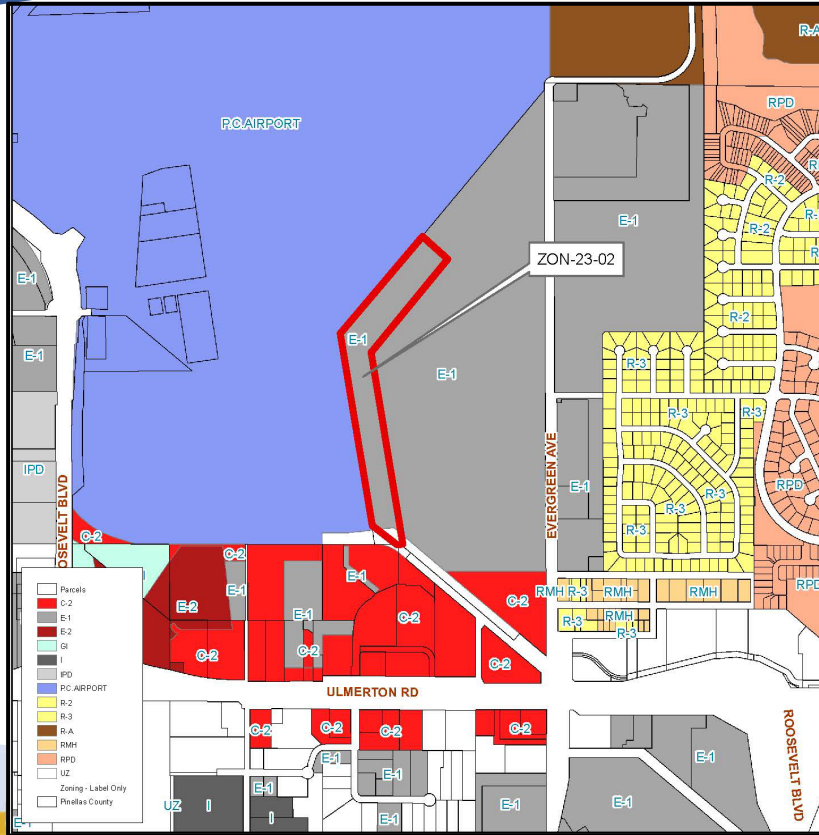 R-A
RPD
P.C.AIRPORT
R-2
R-2
E-1
ZON-23-02
E-1
R-2
E-1
E-1
R-3
E-1
R-3
R-3
EVERGREEN AVE
IPD
E-1
R-3
RPD
R-3
R-3
OSEVELT BLVD
C-2
C-2
E-1
RPD
E-2
E-1
E-1
C-2
C-2
RMH
R-3
RMH
RMH
RMH
R-3
R-3
C-2
C-2
C-2
ULMERTON RD
C-2
C-2
C-2
C-2
ROOSEVELT BLVD
E-1
E-1
E-1
E-1
E-1
E-1
UZ
I
I
E-1
E-1
Parcels
C-2
E-1
E-2
GI
I
IPD
P.C.AIRPORT
R-2
R-3
R-A
RMH
RPD
UZ
Zoning - Label Only
Pinellas County